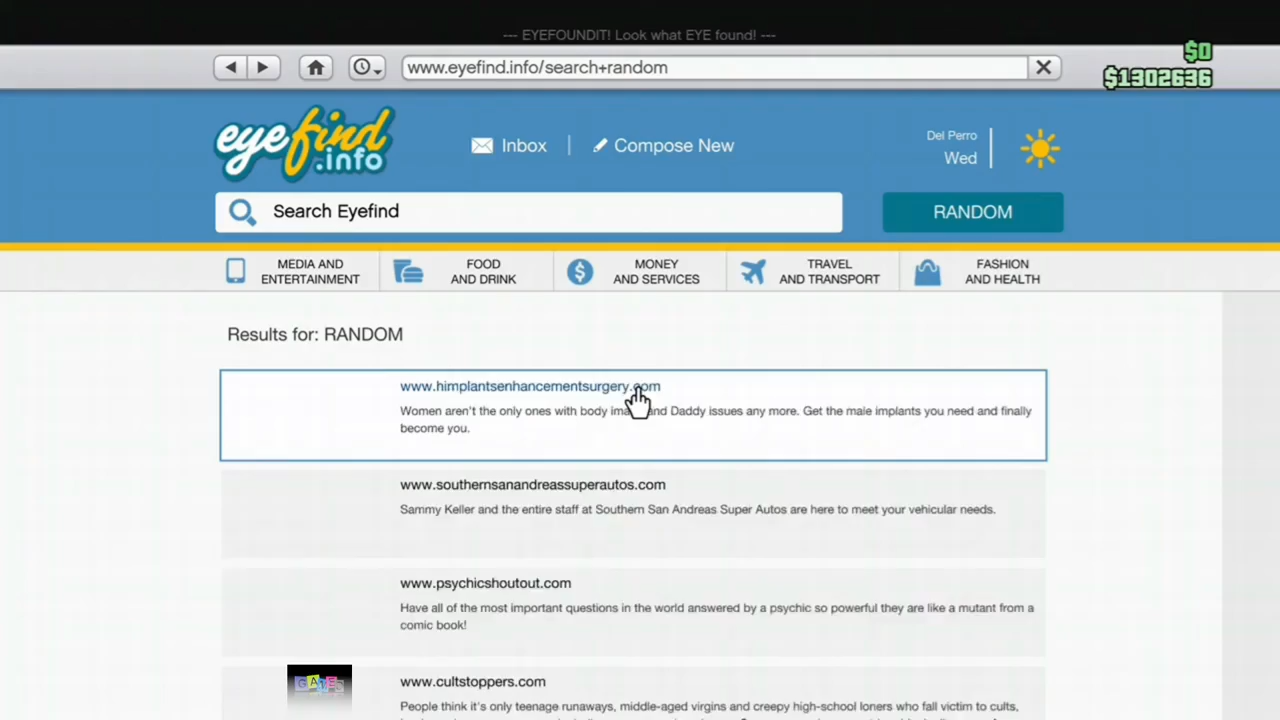 --- EYEFOUNDIT! Look what EYE found! ---
$0
www.eyefind.info/search+random
$1302636
eyefind
.info
Inbox
Compose New
Del Perro
Wed
Search Eyefind
RANDOM
MEDIA AND
ENTERTAINMENT
FOOD
AND DRINK
MONEY
AND SERVICES
TRAVEL
AND TRANSPORT
FASHION
AND HEALTH
Results for: RANDOM
www.himplantsenhancementsurgery.com
Women aren't the only ones with body and Daddy issues any more. Get the male implants you need and finally
become you.
www.southernsanandreassuperautos.com
Sammy Keller and the entire staff at Southern San Andreas Super Autos are here to meet your vehicular needs.
www.psychicshoutout.com
Have all of the most important questions in the world answered by a psychic so powerful they are like a mutant from a
comic book!
www.cultstoppers.com
People think it's only teenage runaways, middle-aged virgins and creepy high-school loners who fall victim to cults,